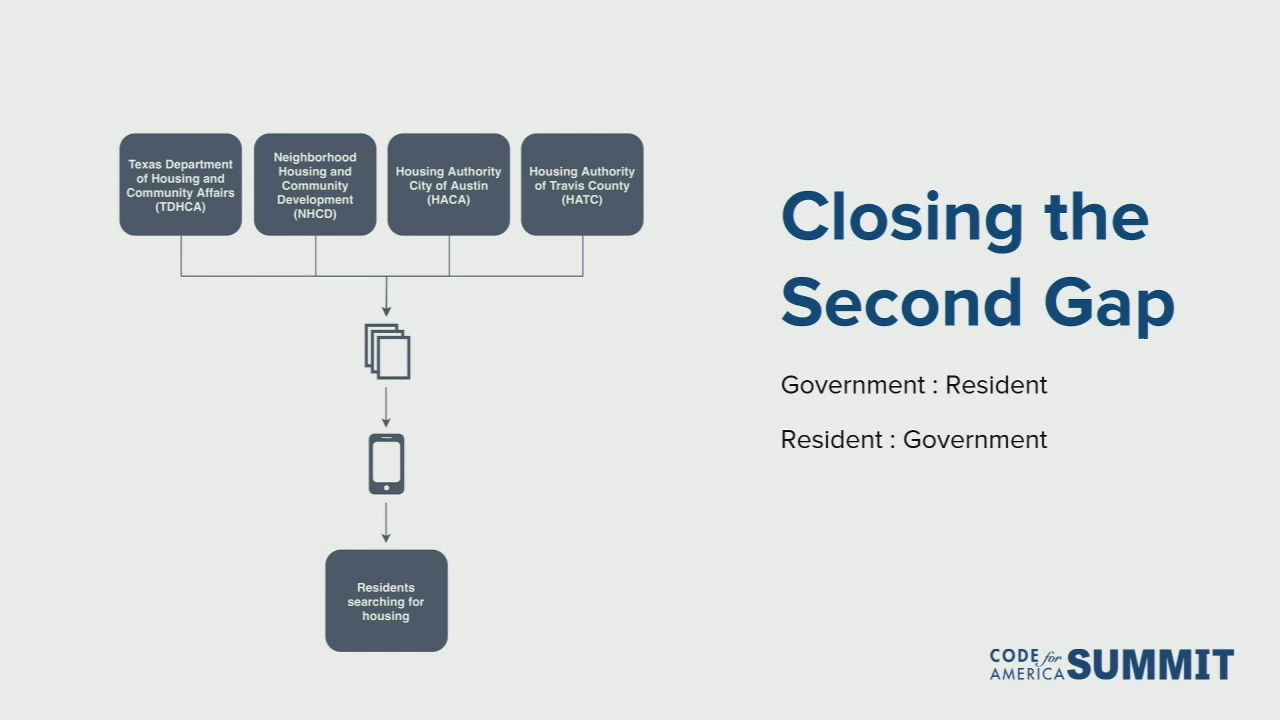 Texas Department
of Housing and
Community Affairs
(TDHCA)
Neighborhood
Housing and
Community
Development
(NHCD)
Housing Authority
City of Austin
(HACA)
Housing Authority
of Travis County
(HATC)
Closing the
Second Gap
Government : Resident
Resident : Government
Residents
searching for
housing
CODE for
AMERICA SUMMIT